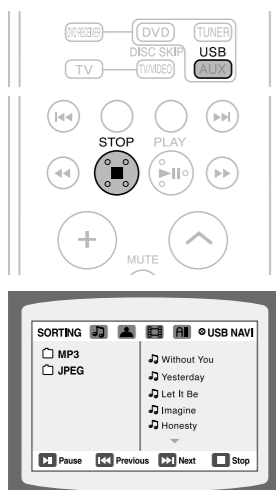 DVD RECEIVER DVD TUNER
DISC SKIP USB
TV TV/VIDEO AUX
STOP PLAY
MUTE
SORTING USB NAVI
MP3
JPEG
Without You
Yesterday
Let It Be
Imagine
Honesty
Pause Previous Next Stop